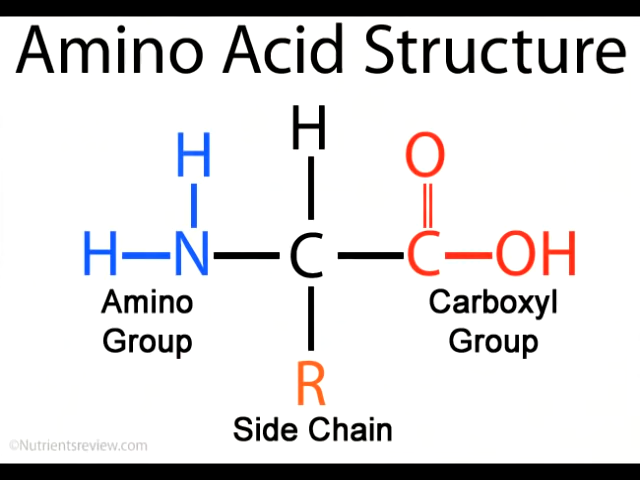 Amino Acid Structure
H
H
O
H N C C OH
Amino
Group
Carboxyl
Group
R
Side Chain
©Nutrientsreview.com